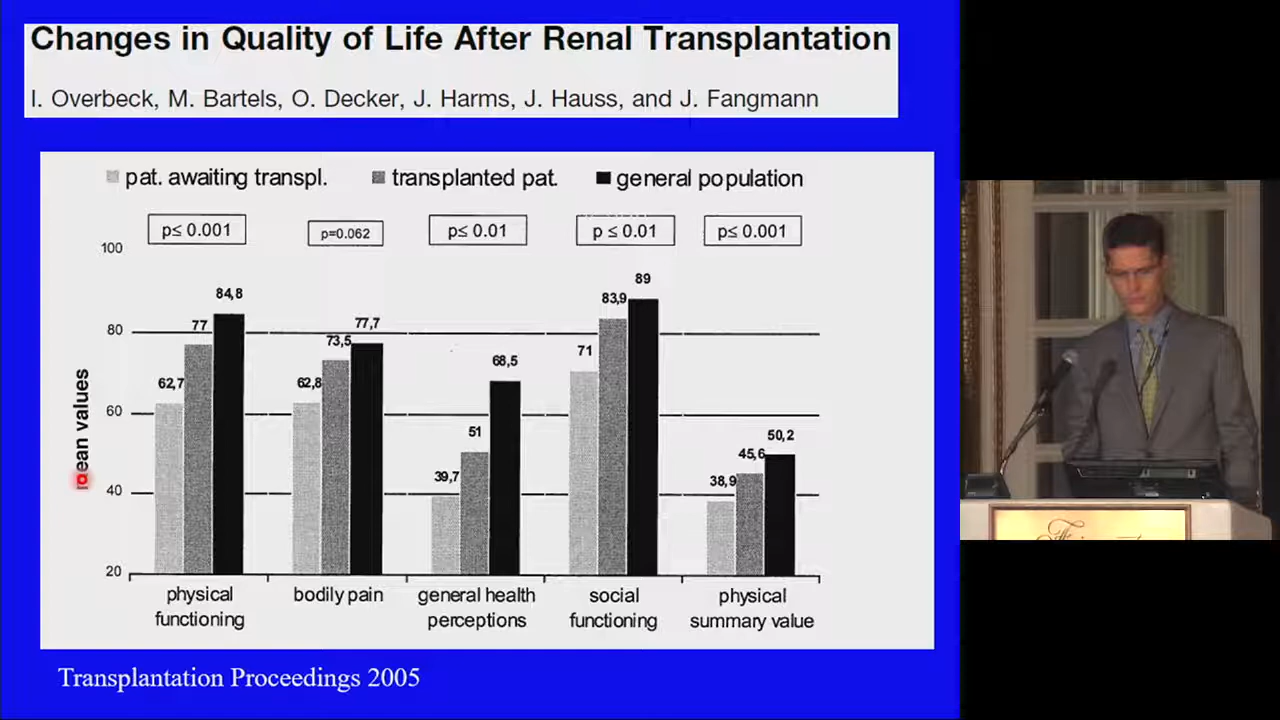 Changes in Quality of Life After Renal Transplantation
I. Overbeck, M. Bartels, O. Decker, J. Harms, J. Hauss, and J. Fangmann
pat. awaiting transpl. transplanted pat. general population
p≤ 0.001 p=0.062 p≤ 0.01 p ≤ 0.01 p≤ 0.001
100
80
60
40
20
62,7 77 84,8
62,8 73,5 77,7
39,7 51 68,5
71 83,9 89
38,9 45,6 50,2
physical functioning
bodily pain
general health perceptions
social functioning
physical summary value
Transplantation Proceedings 2005